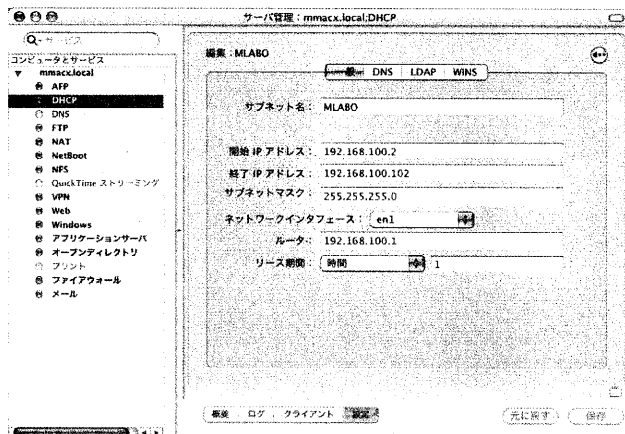 サーバ管理：mmacx.local:DHCP
サービス
コンピュータとサービス
mmacx.local
AFP
DHCP
DNS
FTP
NAT
NetBoot
NFS
QuickTime ストリーミング
VPN
Web
Windows
アプリケーションサーバ
オープンディレクトリ
プリント
ファイアウォール
メール
編集：MLABO
一般 DNS LDAP WINS
サブネット名： MLABO
開始 IP アドレス： 192.168.100.2
終了 IP アドレス： 192.168.100.102
サブネットマスク： 255.255.255.0
ネットワークインタフェース： en1
ルータ： 192.168.100.1
リース期間： 時間 1
概要 ログ クライアント 設定
元に戻す 保存